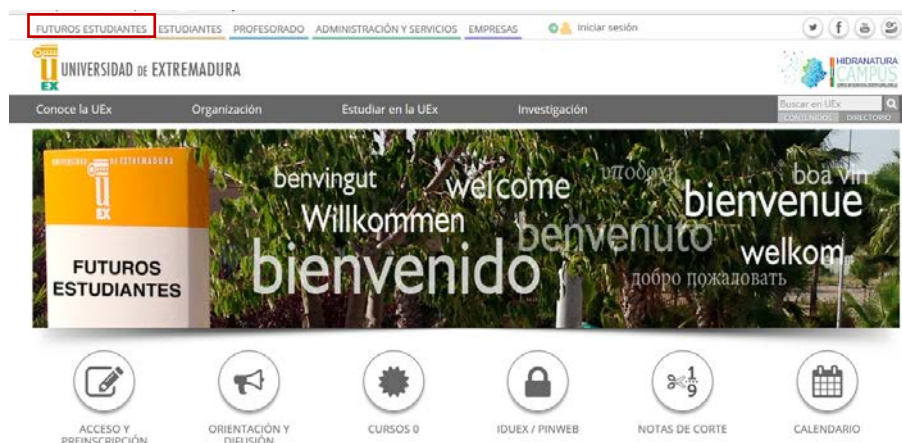 FUTUROS ESTUDIANTES ESTUDIANTES PROFESORADO ADMINISTRACIÓN Y SERVICIOS EMPRESAS Iniciar sesión
UEX
UNIVERSIDAD DE EXTREMADURA
HIDRANATURA
CAMPUS
Conoce la UEx Organización Estudiar en la UEx Investigación
Buscar en UEx
CONTENIDOS DIRECTORIO
UNIVERSIDAD DE EXTREMADURA
UEX
FUTUROS
ESTUDIANTES
benvingut welcome υποδοχή boa vin
Willkommen bienvenue
benvenuto
bienvenido welkom
добро пожаловать
1
9
ACCESO Y
PREINSCRIPCIÓN
ORIENTACIÓN Y
DIFUSIÓN
CURSOS 0
IDUEX / PINWEB
NOTAS DE CORTE
CALENDARIO